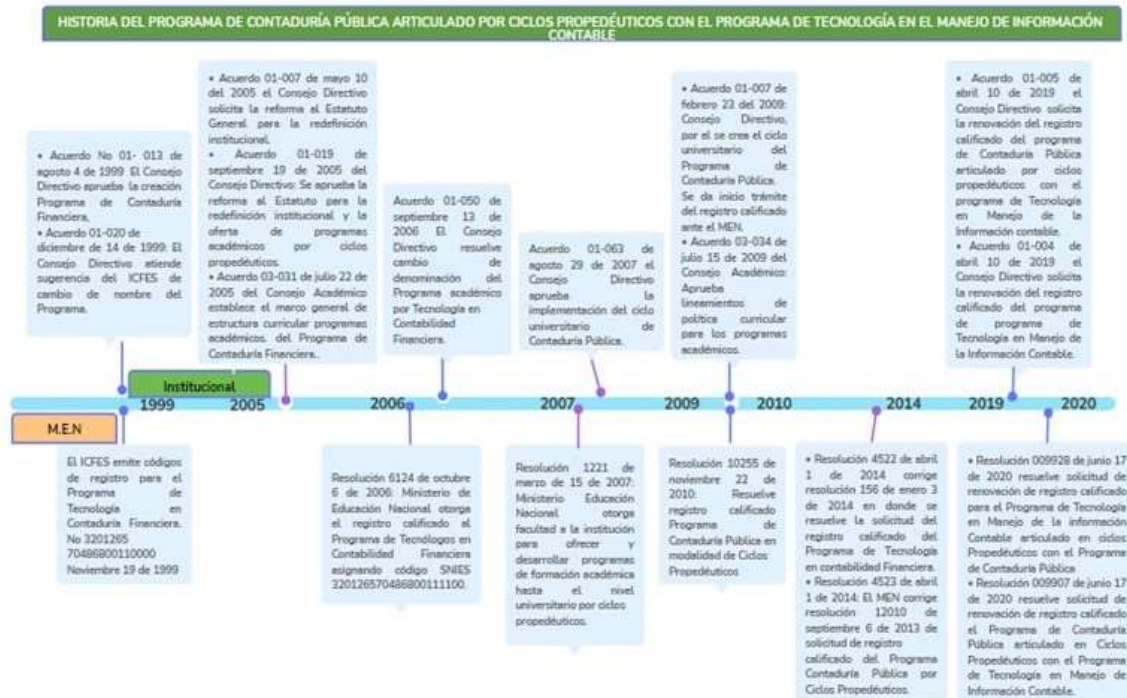 HISTORIA DEL PROGRAMA DE CONTADURÍA PÚBLICA ARTICULADO POR CICLOS PROPEDÉUTICOS CON EL PROGRAMA DE TECNOLOGÍA EN EL MANEJO DE INFORMACIÓN
CONTABLE
• Acuerdo No 01- 013 de
agosto 4 de 1999 El Consejo
Directivo aprueba la creación
Programa de Contaduría
Financiera.
• Acuerdo 01-020 de
diciembre de 14 de 1999: El
Consejo Directivo atiende
sugerencia del ICFES de
cambio de nombre del
Programa.
• Acuerdo 01-007 de mayo 10
del 2005 el Consejo Directivo
solicita la reforma al Estatuto
General para la redefinición
institucional.
• Acuerdo 01-019 de
septiembre 19 de 2005 del
Consejo Directivo: Se aprueba la
reforma al Estatuto para la
redefinición institucional y la
oferta de programas
académicos por ciclos
propedéuticos.
• Acuerdo 03-031 de julio 22 de
2005 del Consejo Académico
establece el marco general de
estructura curricular programas
académicos. del Programa de
Contaduría Financiera..
Acuerdo 01-050 de
septiembre 13 de
2006 El Consejo
Directivo resuelve
cambio de
denominación del
Programa académico
por Tecnología en
Contabilidad
Financiera.
Acuerdo 01-063 de
agosto 29 de 2007 el
Consejo Directivo
aprueba la
implementación del ciclo
universitario de
Contaduría Pública.
• Acuerdo 01-007 de
febrero 23 del 2009:
Consejo Directivo,
por el se crea el ciclo
universitario del
Programa de
Contaduría Pública.
Se da inicio trámite
del registro calificado
ante el MEN.
• Acuerdo 03-034 de
julio 15 de 2009 del
Consejo Académico:
Aprueba
lineamientos de
política curricular
para los programas
académicos.
• Acuerdo 01-005 de
abril 10 de 2019 el
Consejo Directivo solicita
la renovación del registro
calificado del programa
de Contaduría Pública
articulado por ciclos
propedéuticos con el
programa de Tecnología
en Manejo de la
Información contable.
• Acuerdo 01-004 de
abril 10 de 2019 el
Consejo Directivo solicita
la renovación del registro
calificado del programa
de programa de
Tecnología en Manejo de
la Información Contable.
Institucional
1999 2005 2006 2007 2009 2010 2014 2019 2020
M.E.N
El ICFES emite códigos
de registro para el
Programa de
Tecnología en
Contaduría Financiera.
No 3201265
70486800110000
Noviembre 19 de 1999
Resolución 6124 de octubre
6 de 2006: Ministerio de
Educación Nacional otorga
el registro calificado al
Programa de Tecnólogos en
Contabilidad Financiera
asignando código SNIES
320126570486800111100.
Resolución 1221 de
marzo de 15 de 2007:
Ministerio Educación
Nacional otorga
facultad a la institución
para ofrecer y
desarrollar programas
de formación académica
hasta el nivel
universitario por ciclos
propedéuticos.
Resolución 10255 de
noviembre 22 de
2010: Resuelve
registro calificado
Programa de
Contaduría Pública en
modalidad de Ciclos
Propedéuticos
• Resolución 4522 de abril
1 de 2014 corrige
resolución 156 de enero 3
de 2014 en donde se
resuelve la solicitud del
registro calificado del
Programa de Tecnología
en contabilidad Financiera.
• Resolución 4523 de abril
1 de 2014: El MEN corrige
resolución 12010 de
septiembre 6 de 2013 de
solicitud de registro
calificado del Programa
Contaduría Pública por
Ciclos Propedéuticos.
• Resolución 009928 de junio 17
de 2020 resuelve solicitud de
renovación de registro calificado
para el Programa de Tecnología
en Manejo de la información
Contable articulado en ciclos
Propedéuticos con el Programa
de Contaduría Pública
• Resolución 009907 de junio 17
de 2020 resuelve solicitud de
renovación de registro calificado
el Programa de Contaduría
Pública articulado en Ciclos
Propedéuticos con el Programa
de Tecnología en Manejo de
Información Contable.